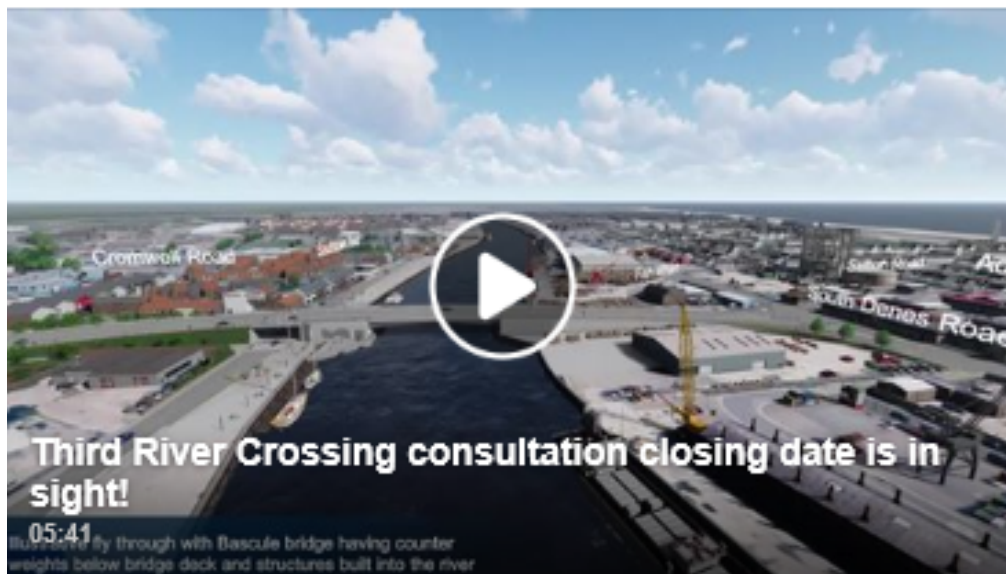 Cromwell Road
South Denes Road
Third River Crossing consultation closing date is in
sight!
05:41
Illustrative fly through with Bascule bridge having counter
weights below bridge deck and structures built into the river